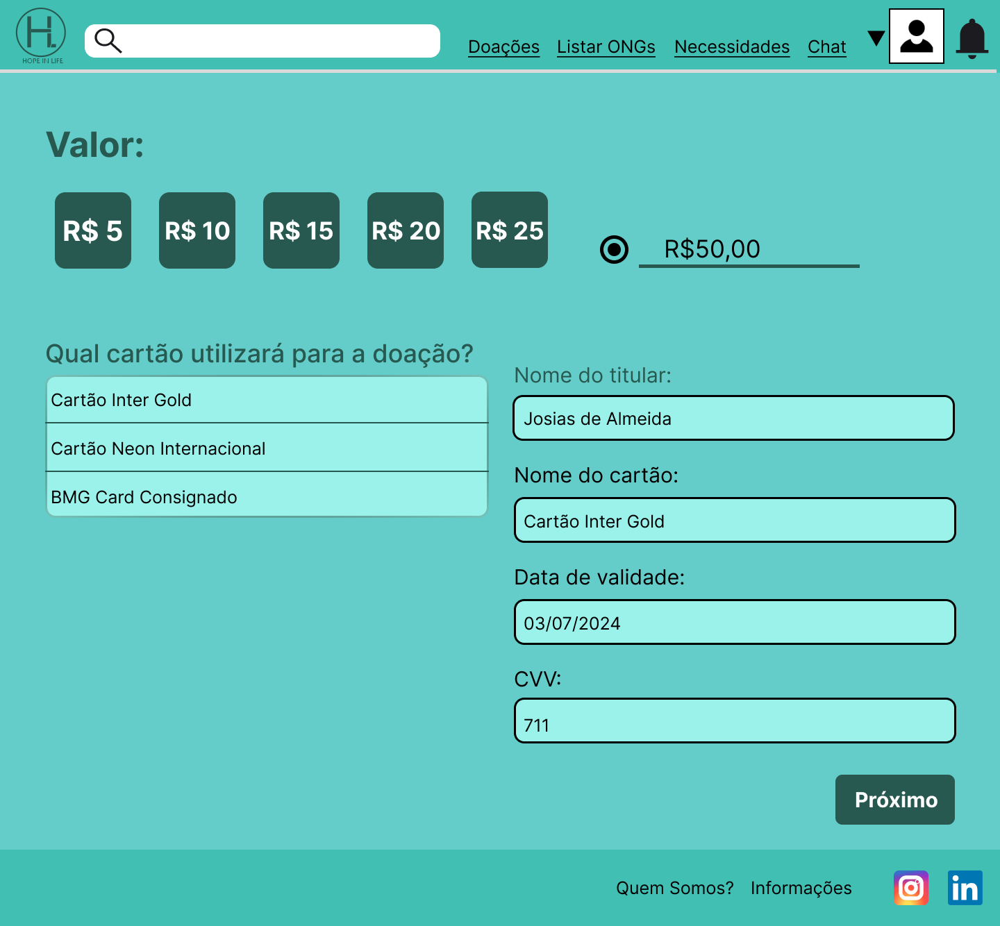 HOPE IN LIFE
Doações Listar ONGs Necessidades Chat
Valor:
R$ 5 R$ 10 R$ 15 R$ 20 R$ 25
R$50,00
Qual cartão utilizará para a doação?
Cartão Inter Gold
Cartão Neon Internacional
BMG Card Consignado
Nome do titular:
Josias de Almeida
Nome do cartão:
Cartão Inter Gold
Data de validade:
03/07/2024
CVV:
711
Próximo
Quem Somos? Informações
in